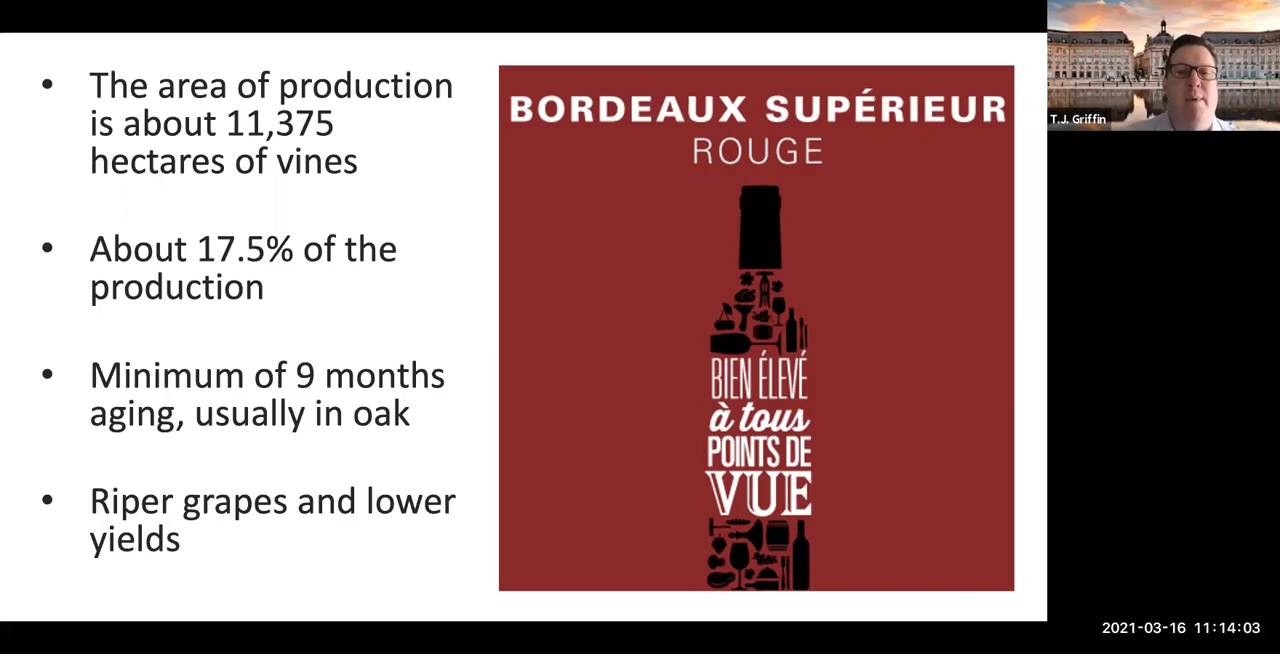 • The area of production
is about 11,375
hectares of vines
• About 17.5% of the
production
• Minimum of 9 months
aging, usually in oak
• Riper grapes and lower
yields
BORDEAUX SUPÉRIEUR
ROUGE
BIEN ÉLEVÉ
à tous
POINTS DE
VUE
T.J. Griffin
2021-03-16 11:14:03